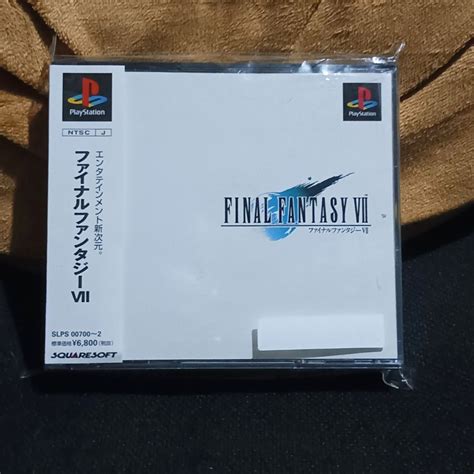 PlayStation
NTSC J
エンタテインメント新次元。
ファイナルファンタジーVII
SLPS 00700〜2
標準価格¥6,800(税抜)
SQUARESOFT
PlayStation
FINAL FANTASY VII
ファイナルファンタジーVII